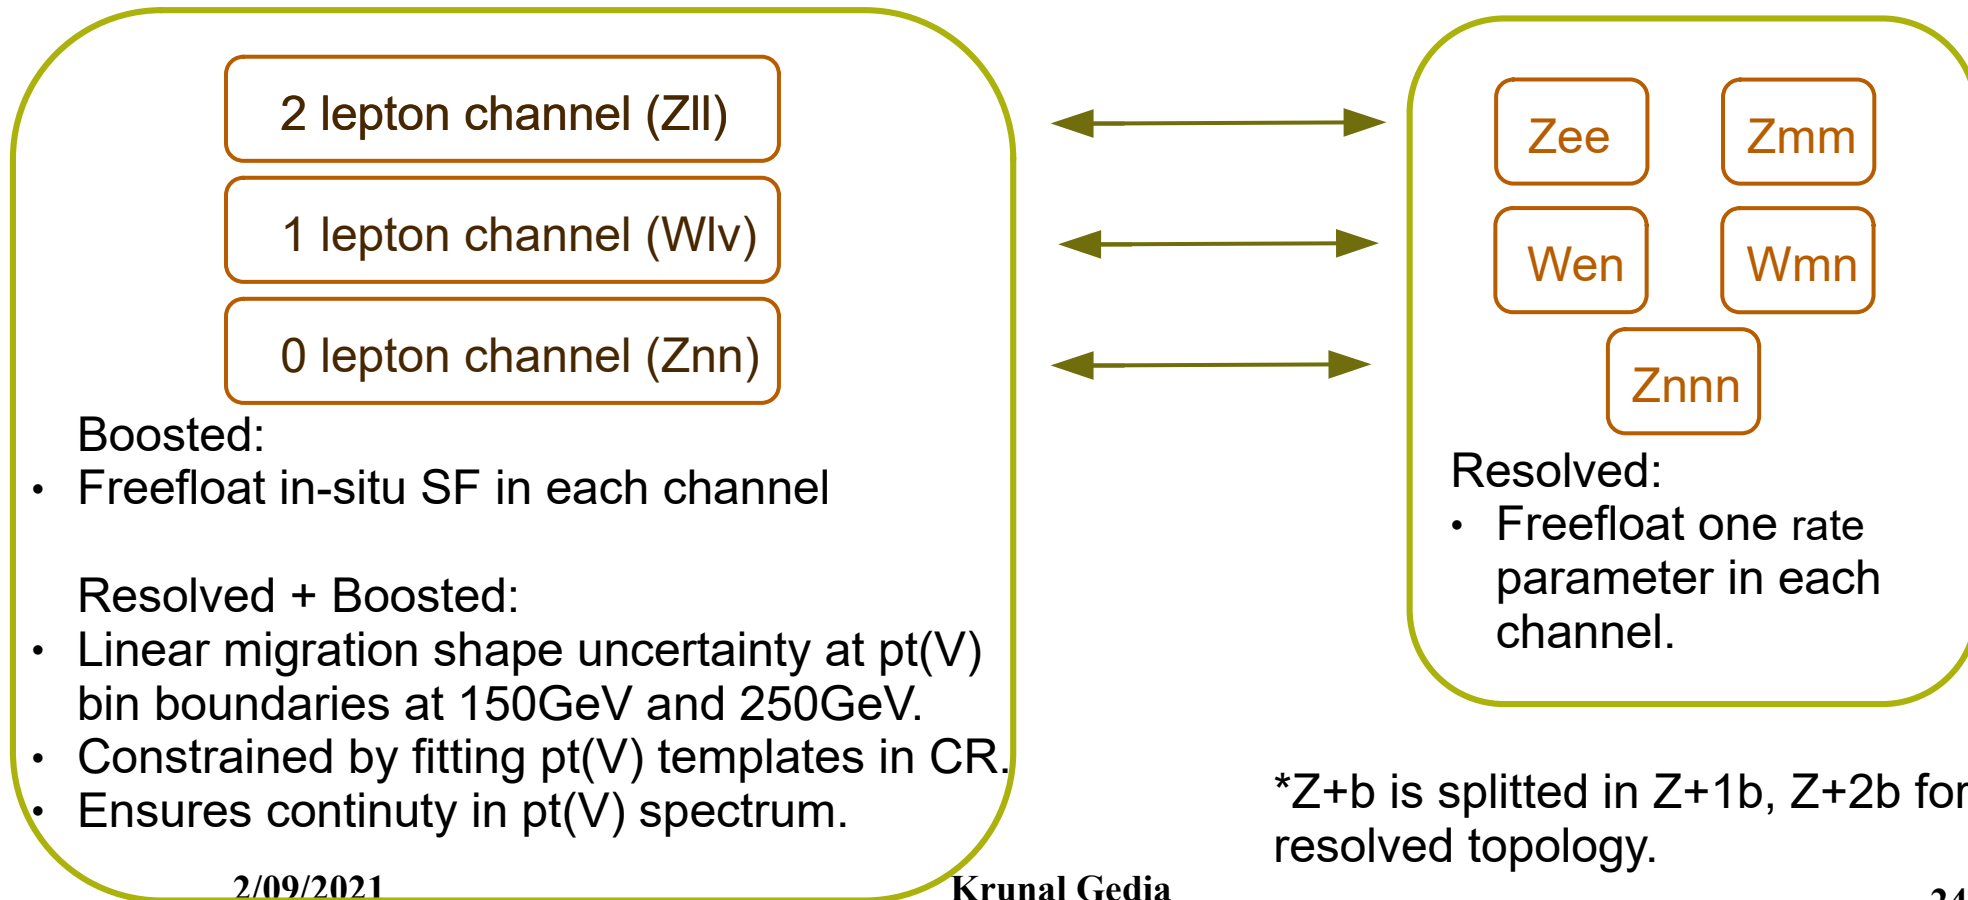 2 lepton channel (Zll)
1 lepton channel (Wlv)
0 lepton channel (Znn)
Boosted:
• Freefloat in-situ SF in each channel
Resolved + Boosted:
• Linear migration shape uncertainty at pt(V)
bin boundaries at 150GeV and 250GeV.
• Constrained by fitting pt(V) templates in CR.
• Ensures continuty in pt(V) spectrum.
Zee Zmm
Wen Wmn
Znnn
Resolved:
• Freefloat one rate
parameter in each
channel.
*Z+b is splitted in Z+1b, Z+2b for
resolved topology.
2/09/2021 Krunal Gedia 24